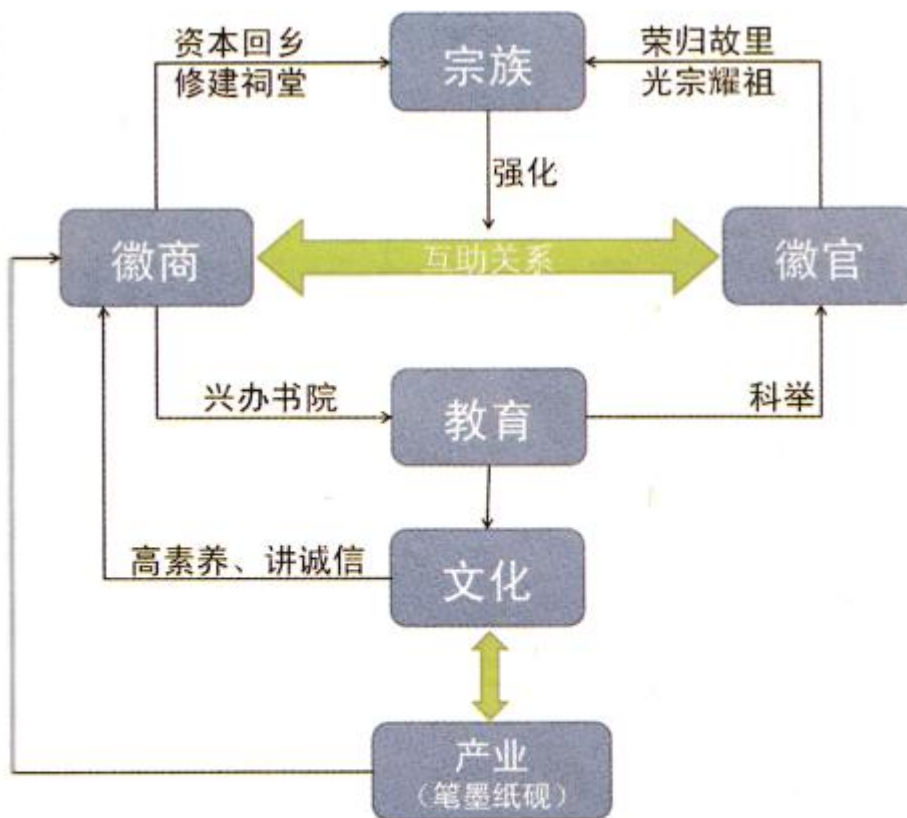 资本回乡
修建祠堂
宗族
荣归故里
光宗耀祖
强化
徽商
互助关系
徽官
兴办书院
教育
科举
高素养、讲诚信
文化
产业
（笔墨纸砚）